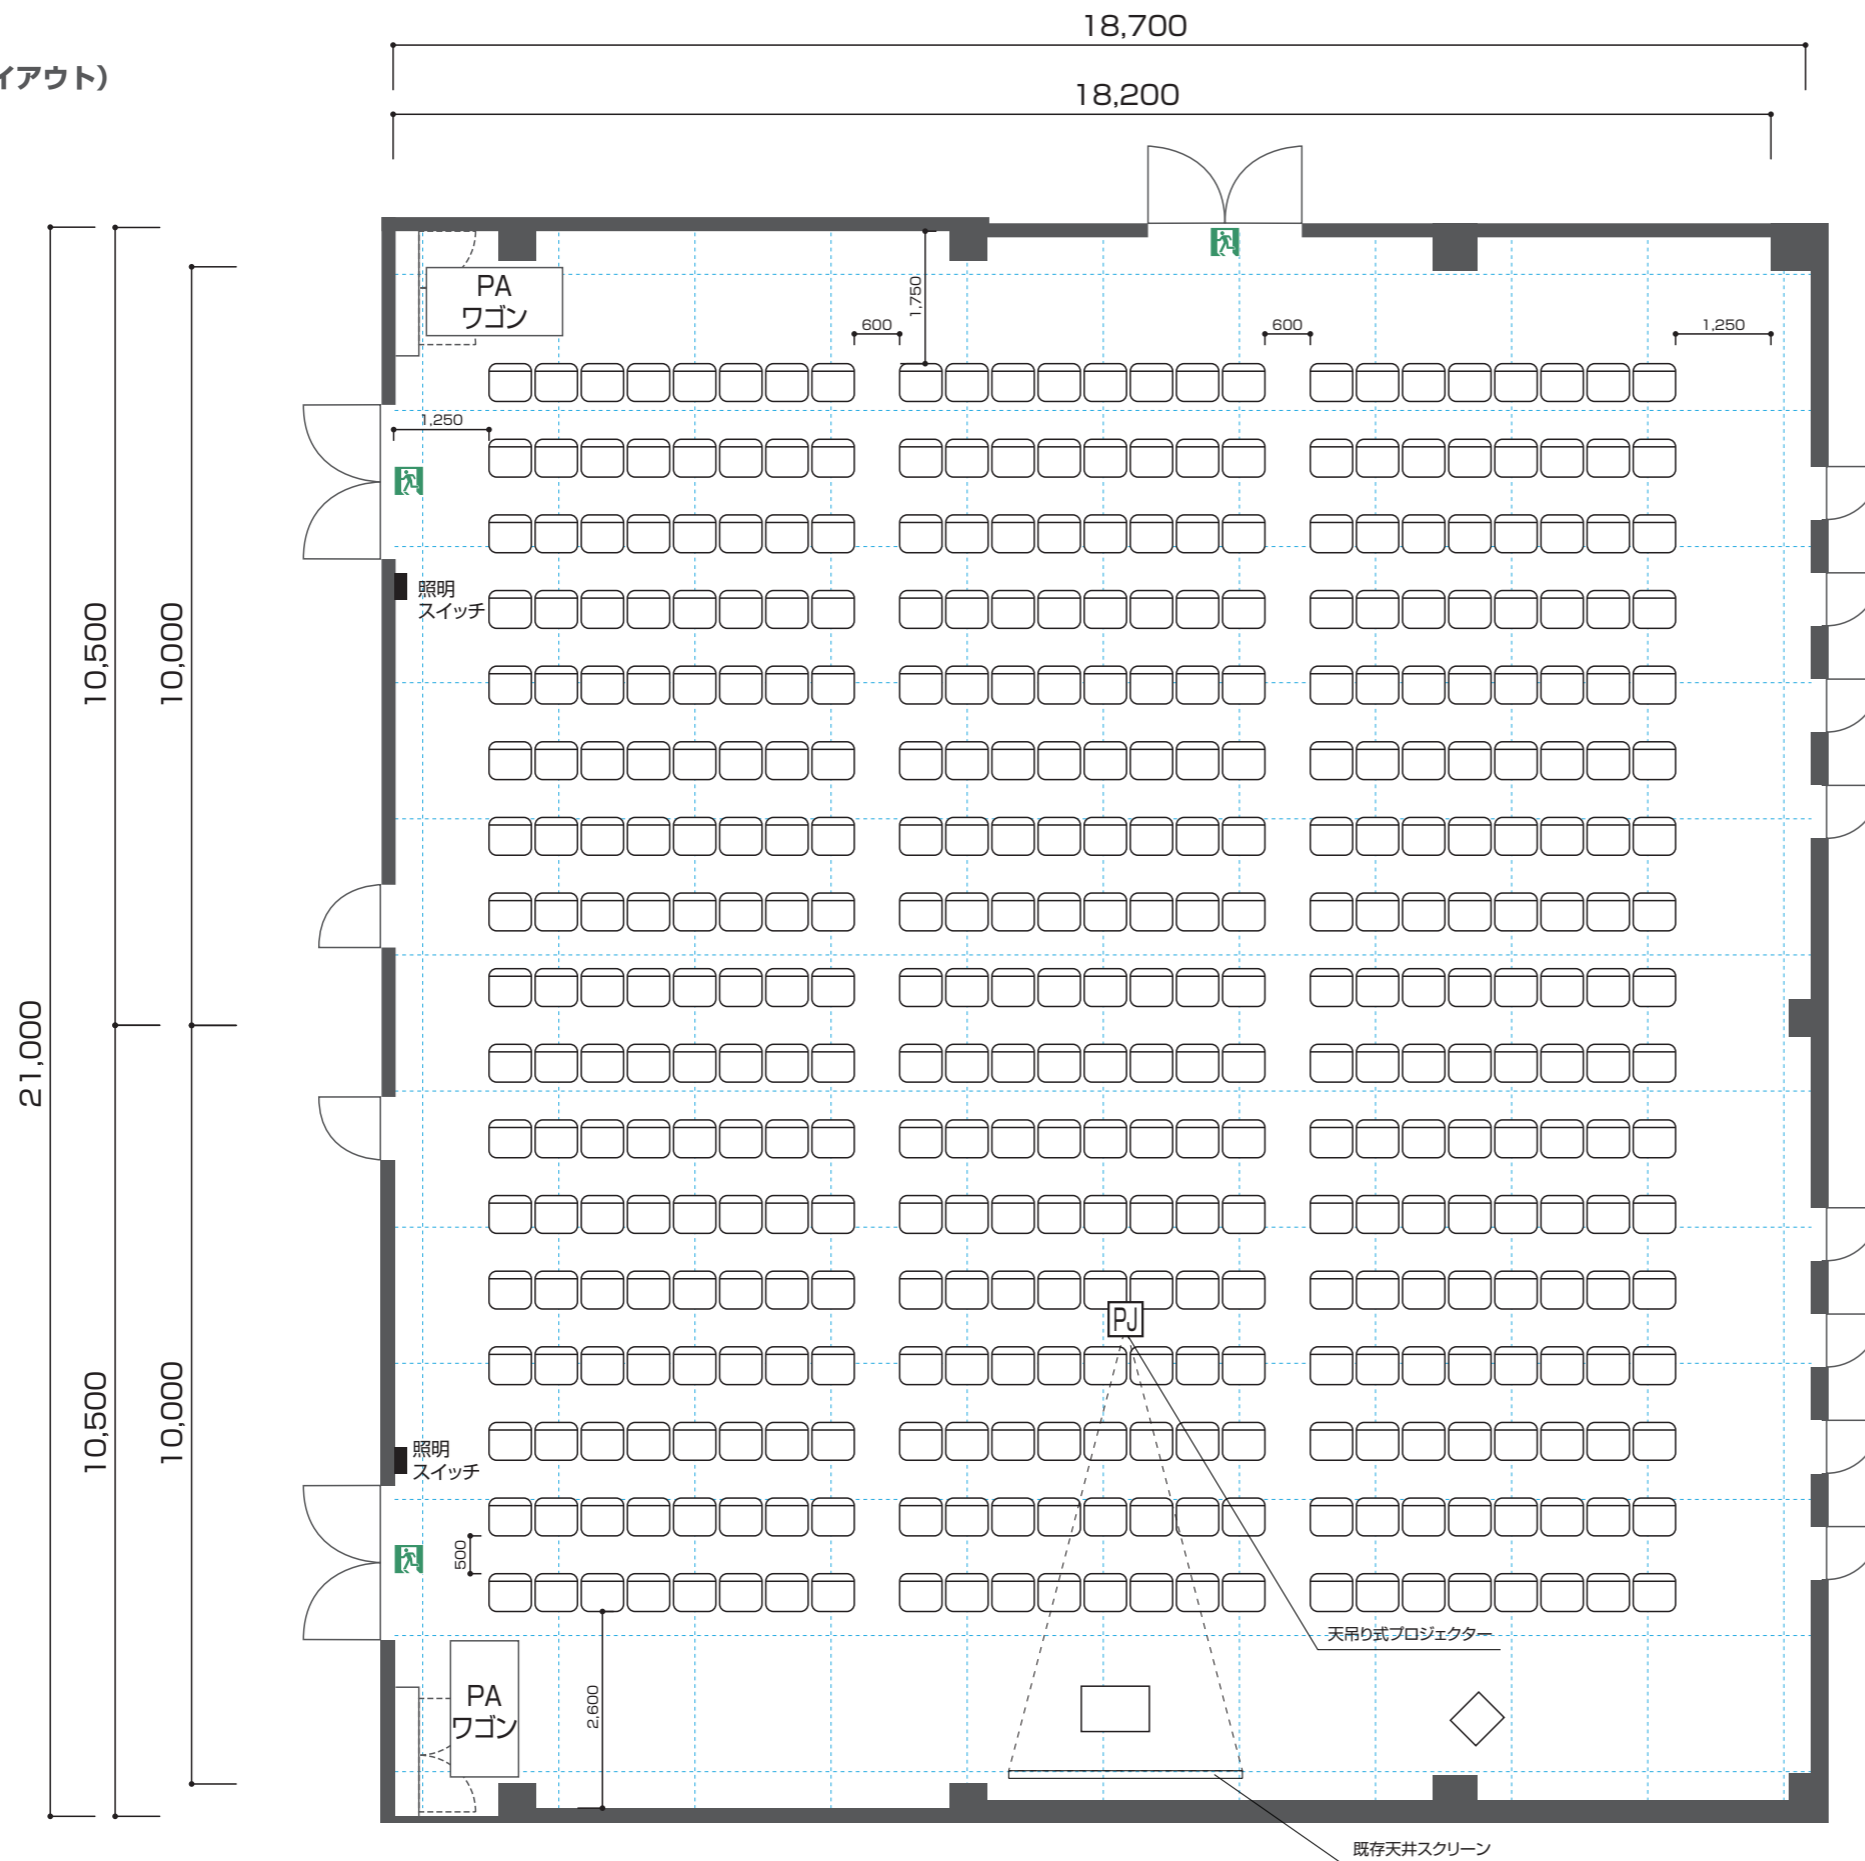 18,700
イアウト）
18,200
PA
ワゴン
1,750
600
600
1,250
1,250
照明
スイッチ
10,500
10,000
21,000
PJ
10,500
10,000
照明
スイッチ
500
天吊り式プロジェクター
PA
ワゴン
2,600
既存天井スクリーン